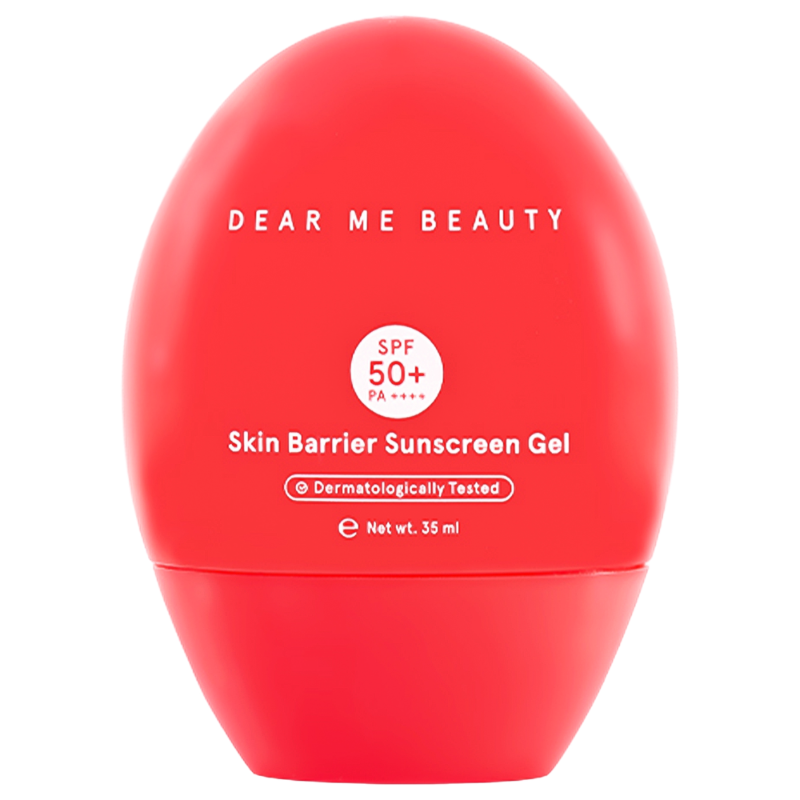 DEAR ME BEAUTY
SPF
50+
PA ++++
Skin Barrier Sunscreen Gel
Dermatologically Tested
℮ Net wt. 35 ml